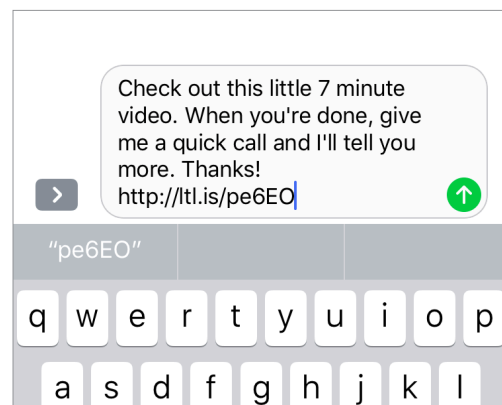 Check out this little 7 minute
video. When you're done, give
me a quick call and I'll tell you
more. Thanks!
http://ltl.is/pe6EO
“pe6EO”
q w e r t y u i o p
a s d f g h j k l